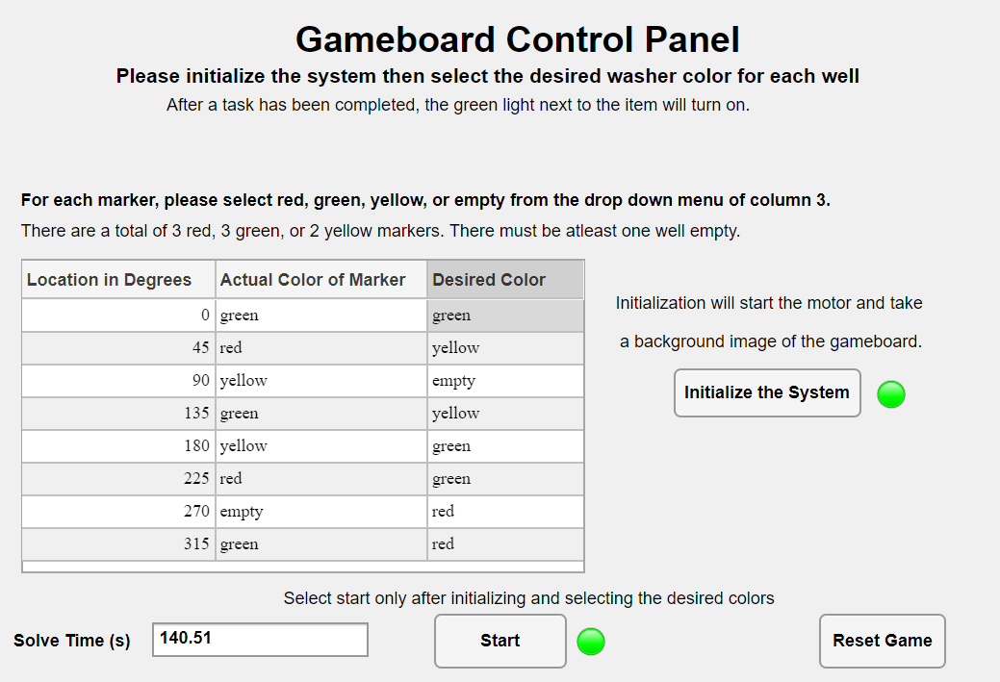 Gameboard Control Panel
Please initialize the system then select the desired washer color for each well
After a task has been completed, the green light next to the item will turn on.
For each marker, please select red, green, yellow, or empty from the drop down menu of column 3.
There are a total of 3 red, 3 green, or 2 yellow markers. There must be atleast one well empty.
Location in Degrees Actual Color of Marker Desired Color
0 green green
45 red yellow
90 yellow empty
135 green yellow
180 yellow green
225 red green
270 empty red
315 green red
Initialization will start the motor and take
a background image of the gameboard.
Initialize the System
Select start only after initializing and selecting the desired colors
Solve Time (s) 140.51 Start Reset Game